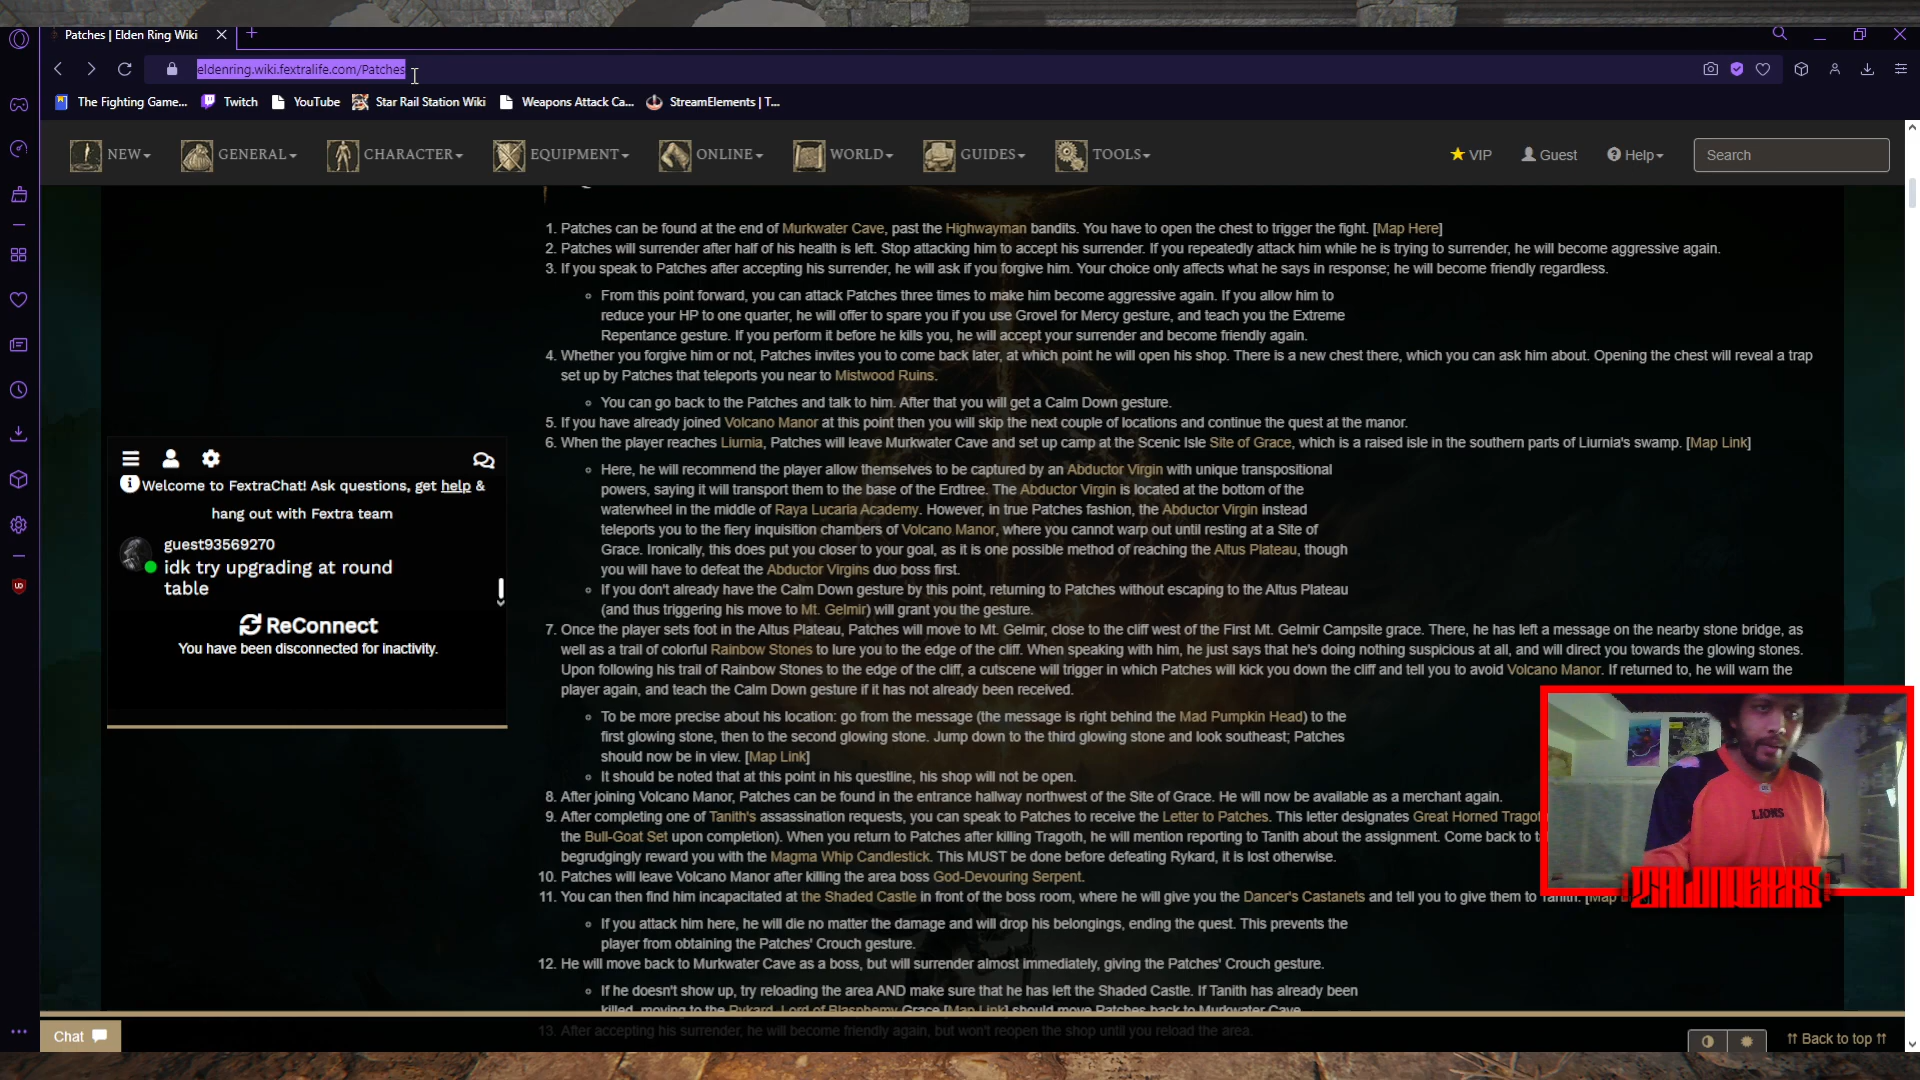 Patches | Elden Ring Wiki
eldenring.wiki.fextralife.com/Patches
The Fighting Game...
Twitch
YouTube
Star Rail Station Wiki
Weapons Attack Ca...
StreamElements | T...
NEW
GENERAL
CHARACTER
EQUIPMENT
ONLINE
WORLD
GUIDES
TOOLS
VIP
Guest
Help
Search
1. Patches can be found at the end of Murkwater Cave, past the Highwayman bandits. You have to open the chest to trigger the fight. [Map Here]
2. Patches will surrender after half of his health is left. Stop attacking him to accept his surrender. If you repeatedly attack him while he is trying to surrender, he will become aggressive again.
3. If you speak to Patches after accepting his surrender, he will ask if you forgive him. Your choice only affects what he says in response; he will become friendly regardless.
From this point forward, you can attack Patches three times to make him become aggressive again. If you allow him to
reduce your HP to one quarter, he will offer to spare you if you use Grovel for Mercy gesture, and teach you the Extreme
Repentance gesture. If you perform it before he kills you, he will accept your surrender and become friendly again.
4. Whether you forgive him or not, Patches invites you to come back later, at which point he will open his shop. There is a new chest there, which you can ask him about. Opening the chest will reveal a trap
set up by Patches that teleports you near to Mistwood Ruins.
You can go back to the Patches and talk to him. After that you will get a Calm Down gesture.
5. If you have already joined Volcano Manor at this point then you will skip the next couple of locations and continue the quest at the manor.
6. When the player reaches Liurnia, Patches will leave Murkwater Cave and set up camp at the Scenic Isle Site of Grace, which is a raised isle in the southern parts of Liurnia's swamp. [Map Link]
Here, he will recommend the player allow themselves to be captured by an Abductor Virgin with unique transpositional
powers, saying it will transport them to the base of the Erdtree. The Abductor Virgin is located at the bottom of the
waterwheel in the middle of Raya Lucaria Academy. However, in true Patches fashion, the Abductor Virgin instead
teleports you to the fiery inquisition chambers of Volcano Manor, where you cannot warp out until resting at a Site of
Grace. Ironically, this does put you closer to your goal, as it is one possible method of reaching the Altus Plateau, though
you will have to defeat the Abductor Virgins duo boss first.
If you don't already have the Calm Down gesture by this point, returning to Patches without escaping to the Altus Plateau
(and thus triggering his move to Mt. Gelmir) will grant you the gesture.
7. Once the player sets foot in the Altus Plateau, Patches will move to Mt. Gelmir, close to the cliff west of the First Mt. Gelmir Campsite grace. There, he has left a message on the nearby stone bridge, as
well as a trail of colorful Rainbow Stones to lure you to the edge of the cliff. When speaking with him, he just says that he's doing nothing suspicious at all, and will direct you towards the glowing stones.
Upon following his trail of Rainbow Stones to the edge of the cliff, a cutscene will trigger in which Patches will kick you down the cliff and tell you to avoid Volcano Manor. If returned to, he will warn the
player again, and teach the Calm Down gesture if it has not already been received.
To be more precise about his location: go from the message (the message is right behind the Mad Pumpkin Head) to the
first glowing stone, then to the second glowing stone. Jump down to the third glowing stone and look southeast; Patches
should now be in view. [Map Link]
It should be noted that at this point in his questline, his shop will not be open.
8. After joining Volcano Manor, Patches can be found in the entrance hallway northwest of the Site of Grace. He will now be available as a merchant again.
9. After completing one of Tanith's assassination requests, you can speak to Patches to receive the Letter to Patches. This letter designates Great Horned Tragot
the Bull-Goat Set upon completion). When you return to Patches after killing Tragoth, he will mention reporting to Tanith about the assignment. Come back to
begrudgingly reward you with the Magma Whip Candlestick. This MUST be done before defeating Rykard, it is lost otherwise.
10. Patches will leave Volcano Manor after killing the area boss God-Devouring Serpent.
11. You can then find him incapacitated at the Shaded Castle in front of the boss room, where he will give you the Dancer's Castanets and tell you to give them to Tanith. [Map
If you attack him here, he will die no matter the damage and will drop his belongings, ending the quest. This prevents the
player from obtaining the Patches' Crouch gesture.
12. He will move back to Murkwater Cave as a boss, but will surrender almost immediately, giving the Patches' Crouch gesture.
If he doesn't show up, try reloading the area AND make sure that he has left the Shaded Castle. If Tanith has already been
killed, moving to the Rykard, Lord of Blasphemy Grace [Map Link] should move Patches back to Murkwater Cave.
13. After accepting his surrender, he will become friendly again, but won't reopen the shop until you reload the area.
Welcome to FextraChat! Ask questions, get help &
hang out with Fextra team
guest93569270
idk try upgrading at round
table
ReConnect
You have been disconnected for inactivity.
LIONS
Chat
Back to top